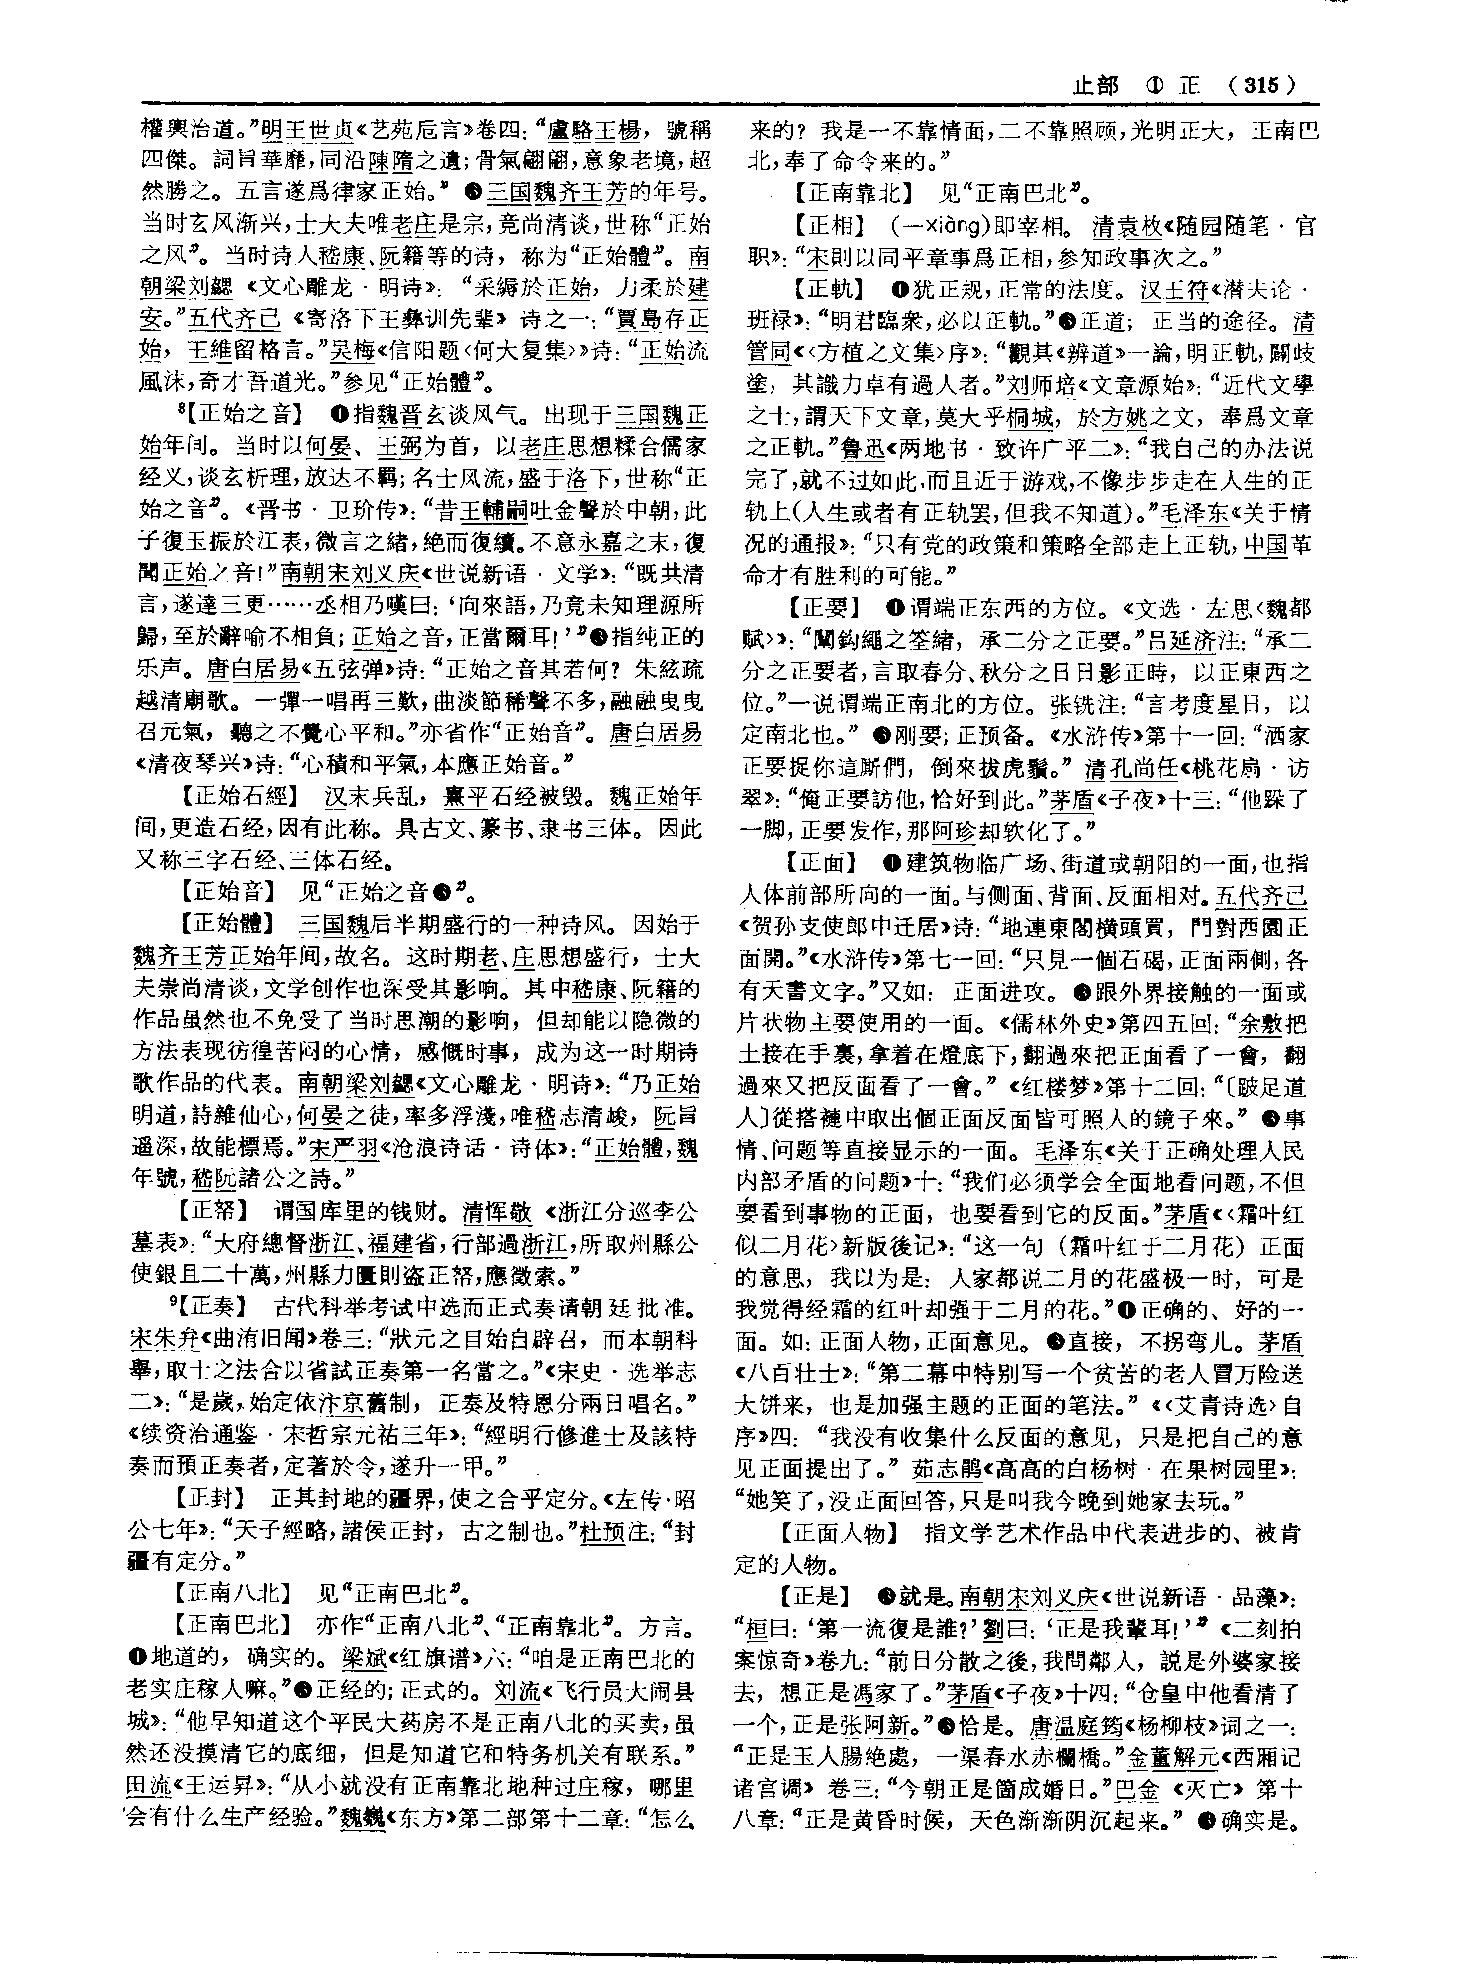 止部 ① 正 （315）
權輿治道。”明王世贞《艺苑卮言》卷四：“盧駱王楊，號稱
四傑。詞旨華靡，同沿陳隋之遺；骨氣翩翩，意象老境，超
然勝之。五言遂爲律家正始。”❸三国魏齐王芳的年号。
当时玄风渐兴，士大夫唯老庄是宗，竞尚清谈，世称“正始
之风”。当时诗人嵇康、阮籍等的诗，称为“正始體”。南
朝梁刘勰《文心雕龙·明诗》：“采縟於正始，力柔於建
安。”五代齐己《寄洛下王彝训先辈》诗之一：“賈島存正
始，王維留格言。”吴梅《信阳题〈何大复集〉》诗：“正始流
風沫，奇才吾道光。”参见“正始體”。
⁸【正始之音】 ❶指魏晋玄谈风气。出现于三国魏正
始年间。当时以何晏、王弼为首，以老庄思想糅合儒家
经义，谈玄析理，放达不羁；名士风流，盛于洛下，世称“正
始之音”。《晋书·卫玠传》：“昔王輔嗣吐金聲於中朝，此
子復玉振於江表，微言之緒，絶而復續。不意永嘉之末，復
聞正始之音！”南朝宋刘义庆《世说新语·文学》：“既共清
言，遂達三更……丞相乃嘆曰：‘向來語，乃竟未知理源所
歸，至於辭喻不相負；正始之音，正當爾耳！’”❷指纯正的
乐声。唐白居易《五弦弹》诗：“正始之音其若何？朱絃疏
越清廟歌。一彈一唱再三歎，曲淡節稀聲不多，融融曳曳
召元氣，聽之不覺心平和。”亦省作“正始音”。唐白居易
《清夜琴兴》诗：“心積和平氣，本應正始音。”
【正始石經】 汉末兵乱，熹平石经被毁。魏正始年
间，更造石经，因有此称。具古文、篆书、隶书三体。因此
又称三字石经、三体石经。
【正始音】 见“正始之音❷”。
【正始體】 三国魏后半期盛行的一种诗风。因始于
魏齐王芳正始年间，故名。这时期老、庄思想盛行，士大
夫崇尚清谈，文学创作也深受其影响。其中嵇康、阮籍的
作品虽然也不免受了当时思潮的影响，但却能以隐微的
方法表现彷徨苦闷的心情，感慨时事，成为这一时期诗
歌作品的代表。南朝梁刘勰《文心雕龙·明诗》：“乃正始
明道，詩雜仙心，何晏之徒，率多浮淺，唯嵇志清峻，阮旨
遥深，故能標焉。”宋严羽《沧浪诗话·诗体》：“正始體，魏
年號，嵇阮諸公之詩。”
【正帑】 谓国库里的钱财。清恽敬《浙江分巡李公
墓表》：“大府總督浙江、福建省，行部過浙江，所取州縣公
使銀且二十萬，州縣力匱則盗正帑，應徵索。”
⁹【正奏】 古代科举考试中选而正式奏请朝廷批准。
宋朱弁《曲洧旧闻》卷三：“狀元之目始自辟召，而本朝科
舉，取士之法合以省試正奏第一名當之。”《宋史·选举志
二》：“是歲，始定依汴京舊制，正奏及特恩分兩日唱名。”
《续资治通鉴·宋哲宗元祐三年》：“經明行修進士及該特
奏而預正奏者，定著於令，遂升一甲。”
【正封】 正其封地的疆界，使之合乎定分。《左传·昭
公七年》：“天子經略，諸侯正封，古之制也。”杜预注：“封
疆有定分。”
【正南八北】 见“正南巴北”。
【正南巴北】 亦作“正南八北”、“正南靠北”。方言。
❶地道的，确实的。梁斌《红旗谱》六：“咱是正南巴北的
老实庄稼人嘛。”❷正经的；正式的。刘流《飞行员大闹县
城》：“他早知道这个平民大药房不是正南八北的买卖，虽
然还没摸清它的底细，但是知道它和特务机关有联系。”
田流《王运昇》：“从小就没有正南靠北地种过庄稼，哪里
会有什么生产经验。”魏巍《东方》第二部第十二章：“怎么
来的？我是一不靠情面，二不靠照顾，光明正大，正南巴
北，奉了命令来的。”
【正南靠北】 见“正南巴北”。
【正相】 （—xiàng）即宰相。清袁枚《随园随笔·官
职》：“宋則以同平章事爲正相，參知政事次之。”
【正軌】 ❶犹正规，正常的法度。汉王符《潜夫论·
班禄》：“明君臨衆，必以正軌。”❷正道；正当的途径。清
管同《〈方植之文集〉序》：“觀其《辨道》一論，明正軌，闢歧
塗，其識力卓有過人者。”刘师培《文章源始》：“近代文學
之士，謂天下文章，莫大乎桐城，於方姚之文，奉爲文章
之正軌。”鲁迅《两地书·致许广平二》：“我自己的办法说
完了，就不过如此，而且近于游戏，不像步步走在人生的正
轨上（人生或者有正轨罢，但我不知道）。”毛泽东《关于情
况的通报》：“只有党的政策和策略全部走上正轨，中国革
命才有胜利的可能。”
【正要】 ❶谓端正东西的方位。《文选·左思〈魏都
赋〉》：“闡鈎繩之筌緒，承二分之正要。”吕延济注：“承二
分之正要者，言取春分、秋分之日日影正時，以正東西之
位。”一说谓端正南北的方位。张铣注：“言考度星日，以
定南北也。”❷刚要；正预备。《水浒传》第十一回：“洒家
正要捉你這厮們，倒來拔虎鬚。”清孔尚任《桃花扇·访
翠》：“俺正要訪他，恰好到此。”茅盾《子夜》十三：“他跺了
一脚，正要发作，那阿珍却软化了。”
【正面】 ❶建筑物临广场、街道或朝阳的一面，也指
人体前部所向的一面。与侧面、背面、反面相对。五代齐己
《贺孙支使郎中迁居》诗：“地連東閣横頭買，門對西園正
面開。”《水浒传》第七一回：“只見一個石碣，正面兩側，各
有天書文字。”又如：正面进攻。❷跟外界接触的一面或
片状物主要使用的一面。《儒林外史》第四五回：“余敷把
土接在手裏，拿着在燈底下，翻過來把正面看了一會，翻
過來又把反面看了一會。”《红楼梦》第十二回：“〔跛足道
人〕從搭褳中取出個正面反面皆可照人的鏡子來。”❸事
情、问题等直接显示的一面。毛泽东《关于正确处理人民
内部矛盾的问题》十：“我们必须学会全面地看问题，不但
要看到事物的正面，也要看到它的反面。”茅盾《〈霜叶红
似二月花〉新版後记》：“这一句（霜叶红于二月花）正面
的意思，我以为是：人家都说二月的花盛极一时，可是
我觉得经霜的红叶却强于二月的花。”❹正确的、好的一
面。如：正面人物，正面意见。❺直接，不拐弯儿。茅盾
《八百壮士》：“第二幕中特别写一个贫苦的老人冒万险送
大饼来，也是加强主题的正面的笔法。”《〈艾青诗选〉自
序》四：“我没有收集什么反面的意见，只是把自己的意
见正面提出了。”茹志鹃《高高的白杨树·在果树园里》：
“她笑了，没正面回答，只是叫我今晚到她家去玩。”
【正面人物】 指文学艺术作品中代表进步的、被肯
定的人物。
【正是】 ❶就是。南朝宋刘义庆《世说新语·品藻》：
“桓曰：‘第一流復是誰？’劉曰：‘正是我輩耳！’”《二刻拍
案惊奇》卷九：“前日分散之後，我問鄰人，説是外婆家接
去，想正是馮家了。”茅盾《子夜》十四：“仓皇中他看清了
一个，正是张阿新。”❷恰是。唐温庭筠《杨柳枝》词之一：
“正是玉人腸絶處，一渠春水赤欄橋。”金董解元《西厢记
诸宫调》卷三：“今朝正是箇成婚日。”巴金《灭亡》第十
八章：“正是黄昏时候，天色渐渐阴沉起来。”❸确实是。